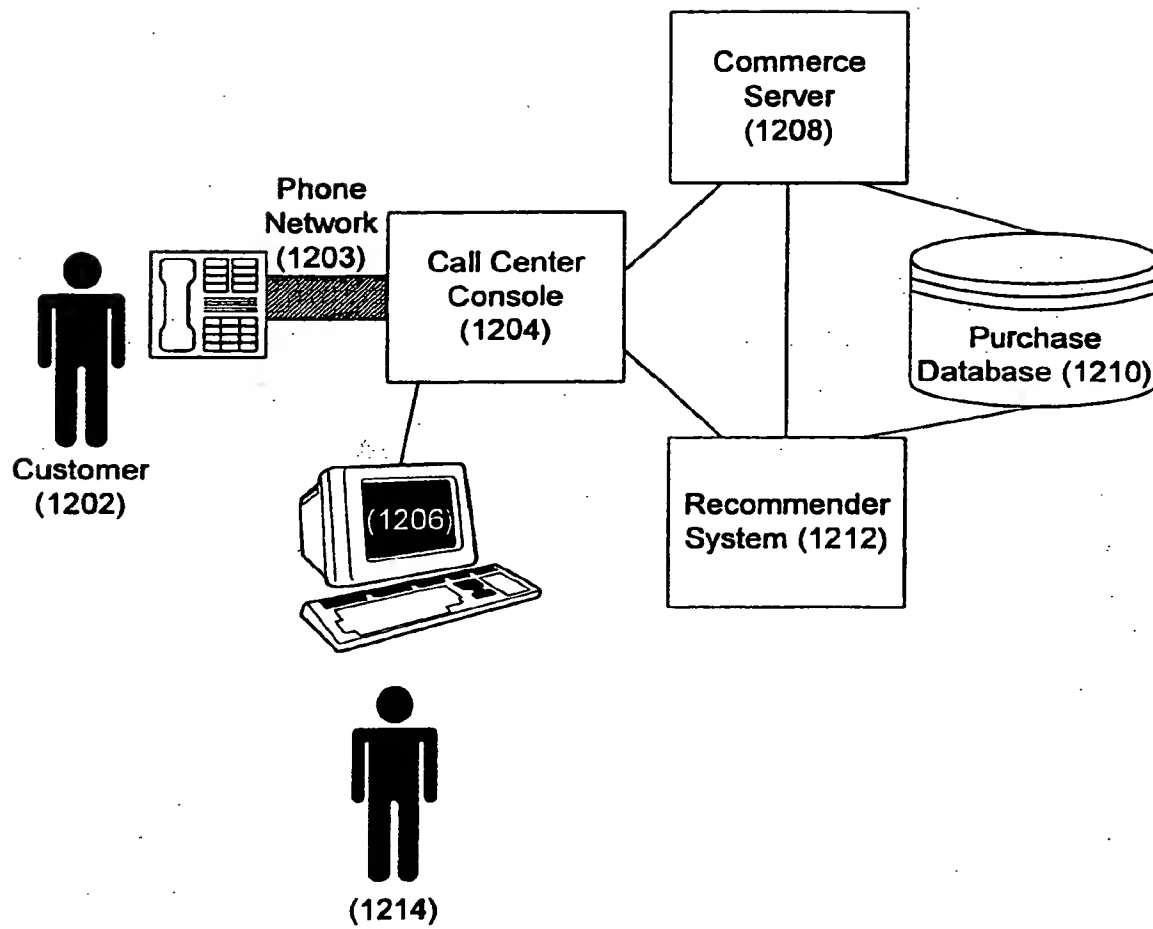 Commerce
Server
(1208)
Phone
Network
(1203)
Call Center
Console
(1204)
Purchase
Database (1210)
Customer
(1202)
(1206)
Recommender
System (1212)
(1214)